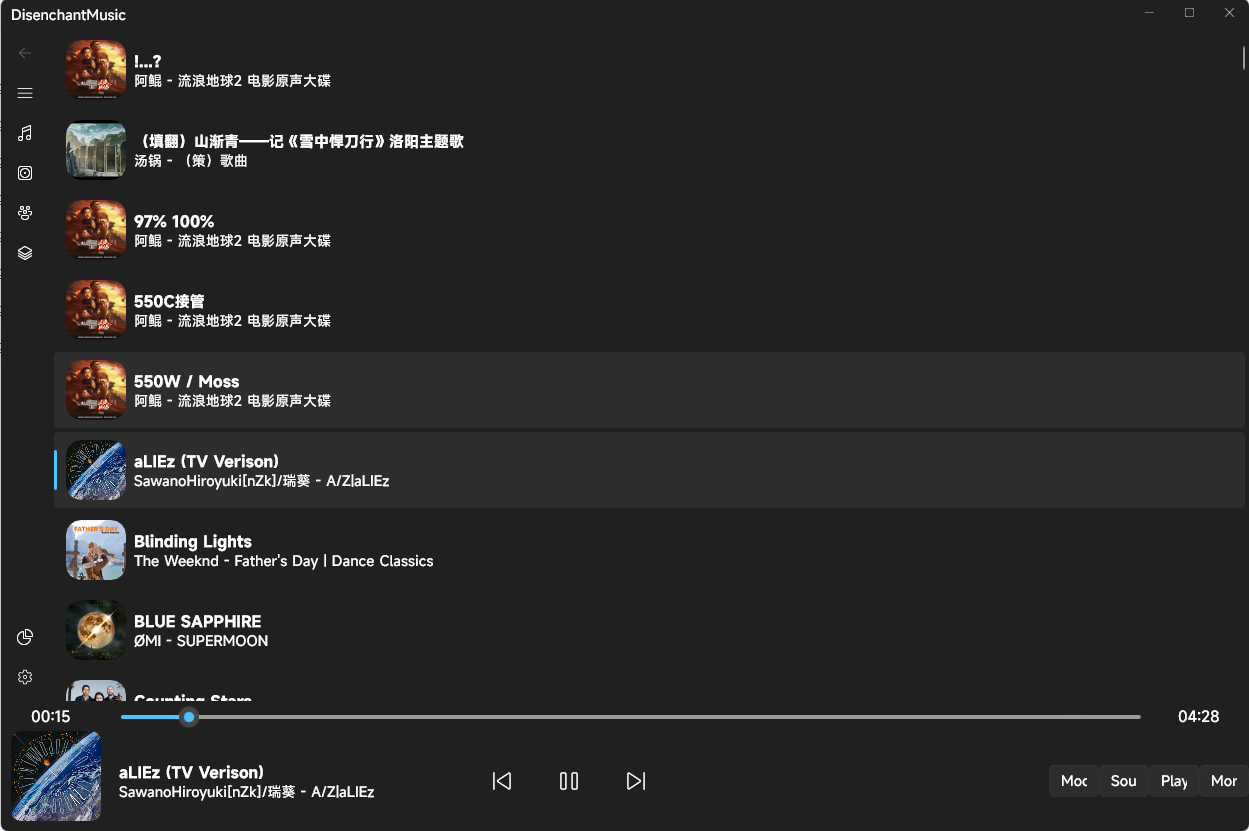 DisenchantMusic
!...?
阿鲲 - 流浪地球2 电影原声大碟
（填翻）山渐青——记《雪中悍刀行》洛阳主题歌
汤锅 - （策）歌曲
97% 100%
阿鲲 - 流浪地球2 电影原声大碟
550C接管
阿鲲 - 流浪地球2 电影原声大碟
550W / Moss
阿鲲 - 流浪地球2 电影原声大碟
aLIEz (TV Verison)
SawanoHiroyuki[nZk]/瑞葵 - A/Z|aLIEz
FATHER'S DAY
Blinding Lights
The Weeknd - Father's Day | Dance Classics
BLUE SAPPHIRE
ØMI - SUPERMOON
Counting Stars
00:15
04:28
aLIEz (TV Verison)
SawanoHiroyuki[nZk]/瑞葵 - A/Z|aLIEz
Moc
Sou
Play
Mor